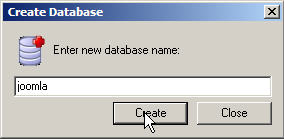 Create Database
Enter new database name:
joomla
Create
Close